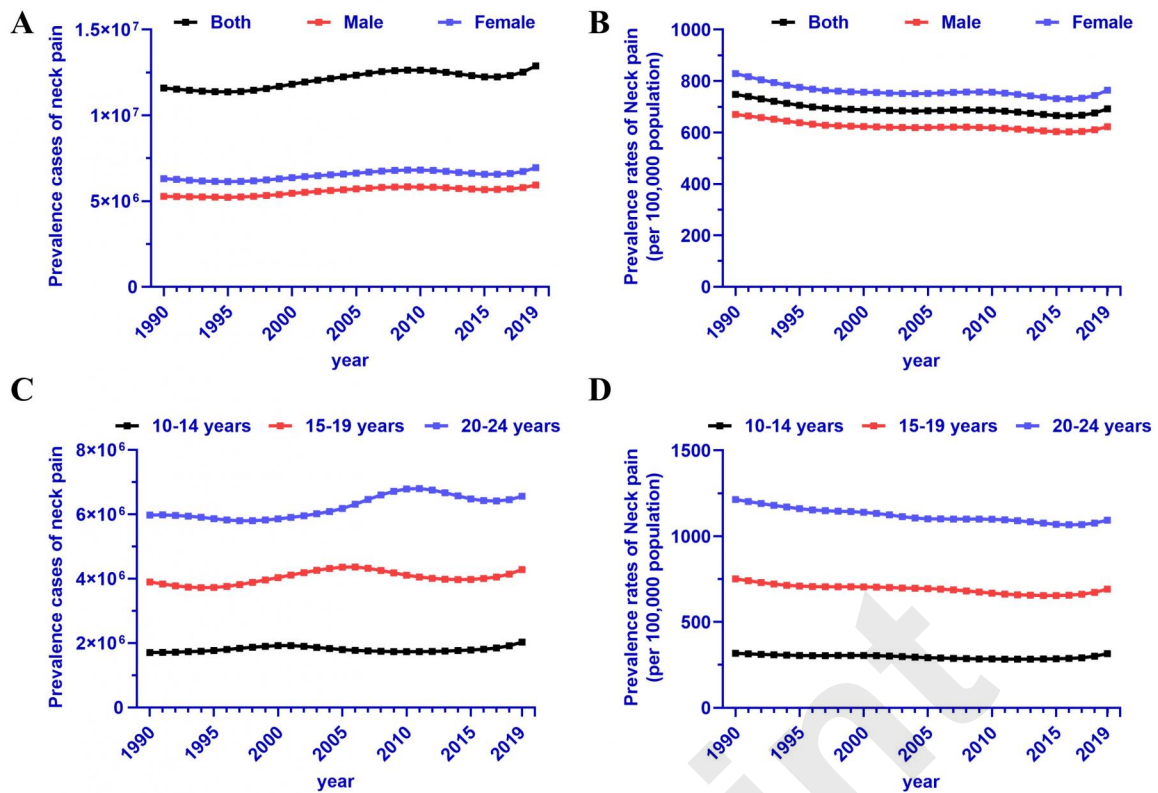 A
Both Male Female
Prevalence cases of neck pain
1.5×10⁷
1.0×10⁷
5×10⁶
0
1990 1995 2000 2005 2010 2015 2019
year
B
Both Male Female
Prevalence rates of Neck pain
(per 100,000 population)
1000
800
600
400
200
0
1990 1995 2000 2005 2010 2015 2019
year
C
10-14 years 15-19 years 20-24 years
Prevalence cases of neck pain
8×10⁶
6×10⁶
4×10⁶
2×10⁶
0
1990 1995 2000 2005 2010 2015 2019
year
D
10-14 years 15-19 years 20-24 years
Prevalence rates of Neck pain
(per 100,000 population)
1500
1000
500
0
1990 1995 2000 2005 2010 2015 2019
year
int